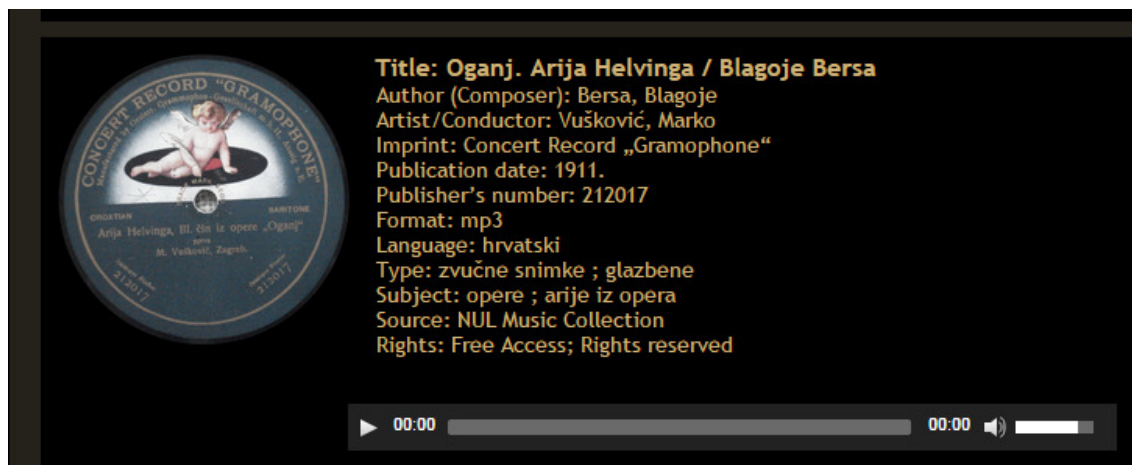 CONCERT RECORD "GRAMOPHONE"
CROATIAN BARITONE
Arija Helvinga, III. čin iz opere „Oganj"
M. Vušković, Zagreb.
212017 212017
Title: Oganj. Arija Helvinga / Blagoje Bersa
Author (Composer): Bersa, Blagoje
Artist/Conductor: Vušković, Marko
Imprint: Concert Record „Gramophone“
Publication date: 1911.
Publisher’s number: 212017
Format: mp3
Language: hrvatski
Type: zvučne snimke ; glazbene
Subject: opere ; arije iz opera
Source: NUL Music Collection
Rights: Free Access; Rights reserved
00:00 00:00